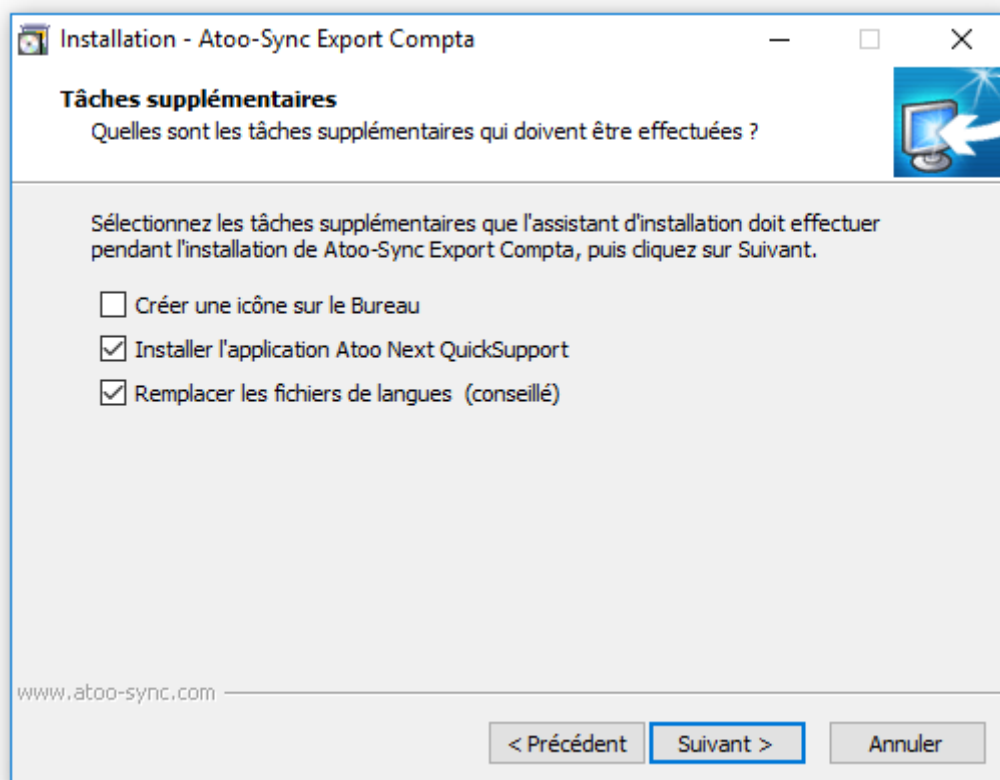 Installation - Atoo-Sync Export Compta
Tâches supplémentaires
Quelles sont les tâches supplémentaires qui doivent être effectuées ?
Sélectionnez les tâches supplémentaires que l'assistant d'installation doit effectuer
pendant l'installation de Atoo-Sync Export Compta, puis cliquez sur Suivant.
Créer une icône sur le Bureau
Installer l'application Atoo Next QuickSupport
Remplacer les fichiers de langues (conseillé)
www.atoo-sync.com
< Précédent Suivant > Annuler